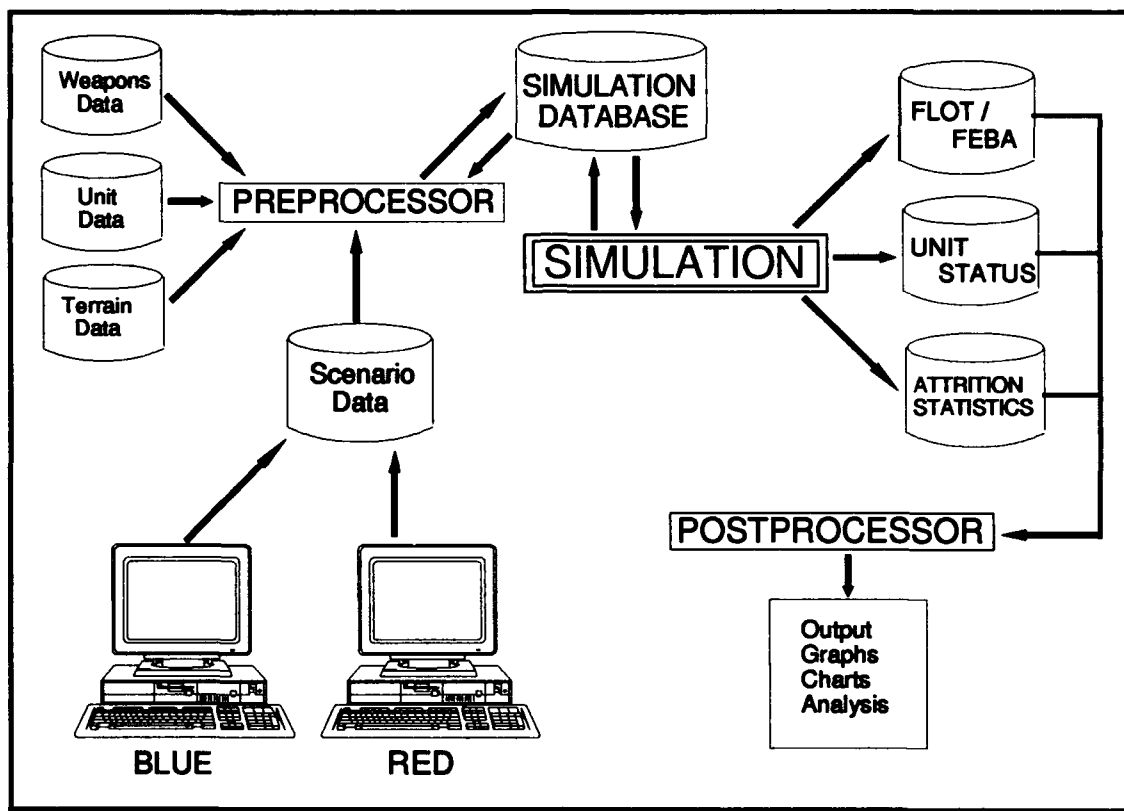 Weapons
Data
Unit
Data
Terrain
Data
PREPROCESSOR
SIMULATION
DATABASE
SIMULATION
FLOT /
FEBA
UNIT
STATUS
ATTRITION
STATISTICS
Scenario
Data
BLUE
RED
POSTPROCESSOR
Output
Graphs
Charts
Analysis